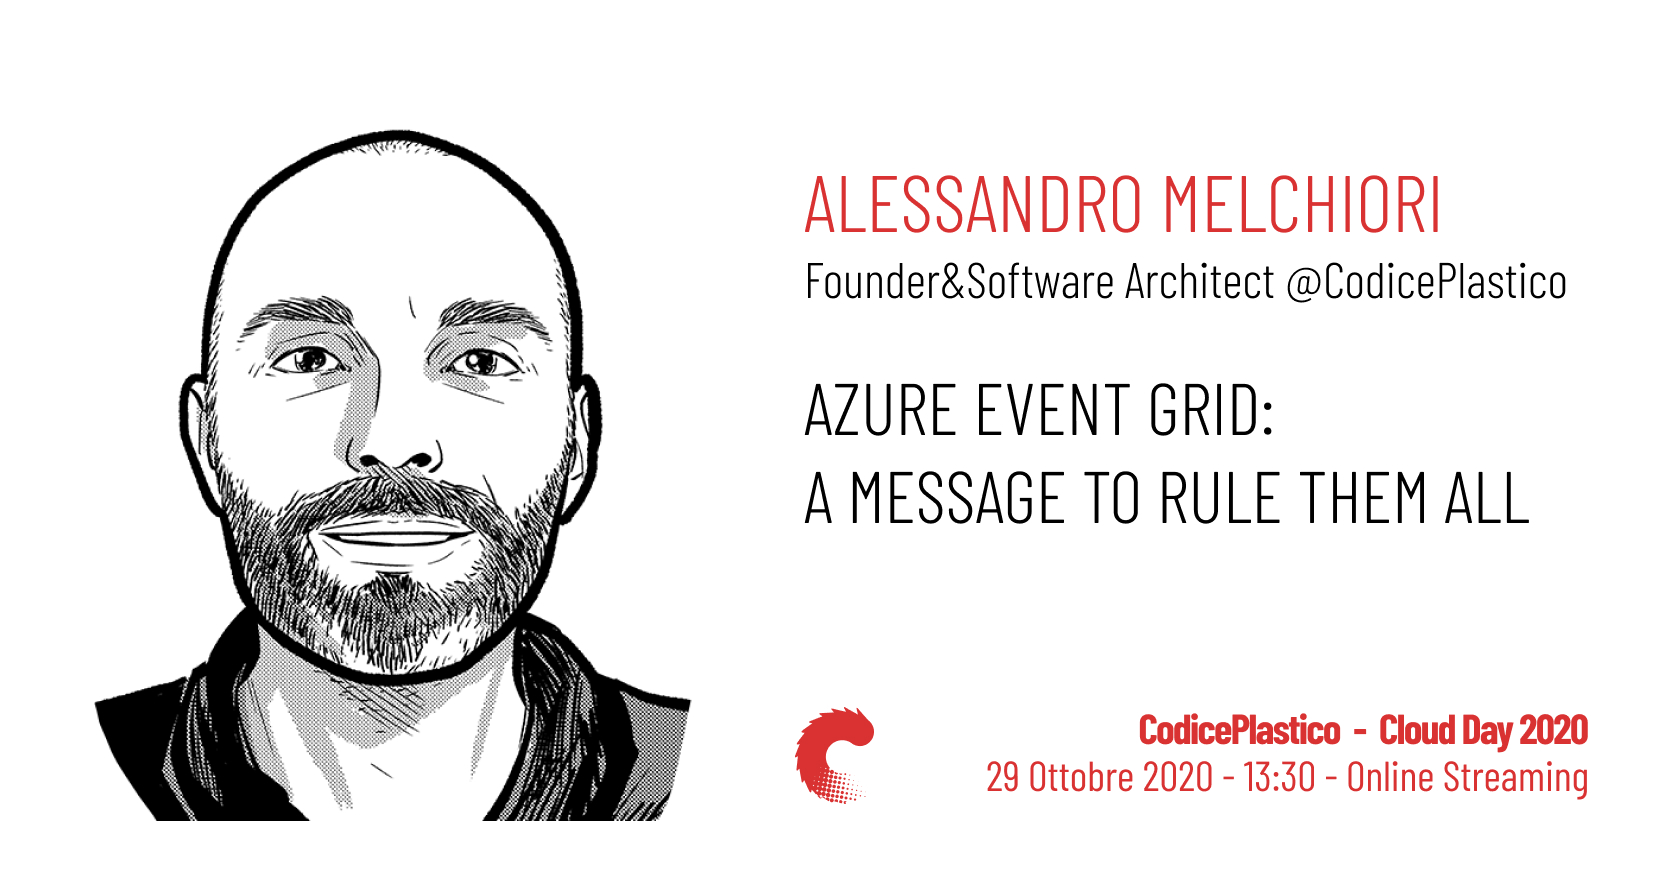 ALESSANDRO MELCHIORI
Founder&Software Architect @CodicePlastico
AZURE EVENT GRID:
A MESSAGE TO RULE THEM ALL
CodicePlastico - Cloud Day 2020
29 Ottobre 2020 - 13:30 - Online Streaming